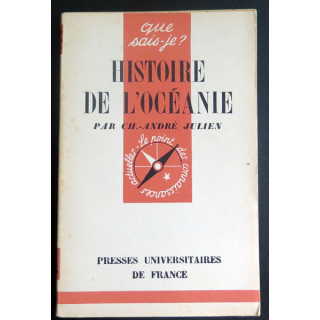 que
sais-je?
HISTOIRE
DE L'OCÉANIE
PAR CH.-ANDRÉ JULIEN
Le point des connaissances actuelles
PRESSES UNIVERSITAIRES
DE FRANCE